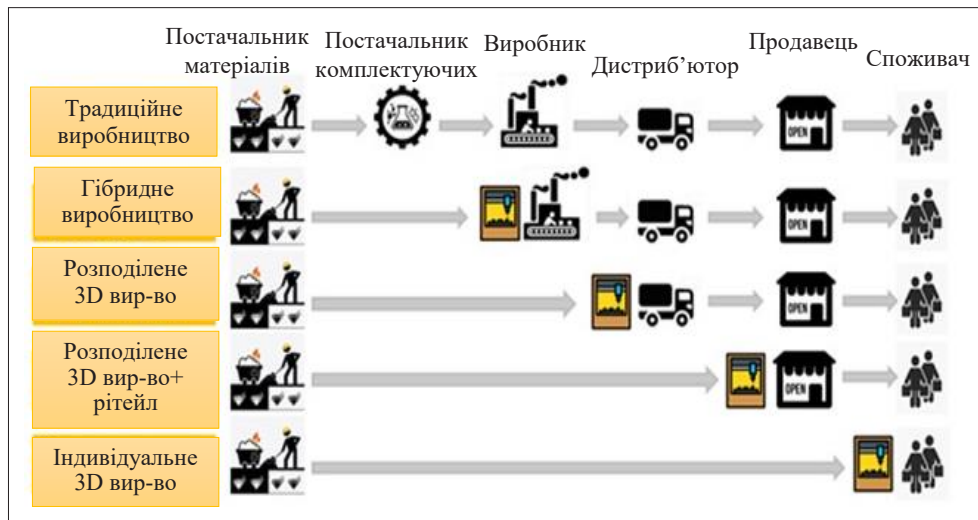 Постачальник
матеріалів
Постачальник
комплектуючих
Виробник
Дистриб’ютор
Продавець
Споживач
Традиційне
виробництво
OPEN
Гібридне
виробництво
OPEN
Розподілене
3D вир-во
OPEN
Розподілене
3D вир-во+
рітейл
OPEN
Індивідуальне
3D вир-во